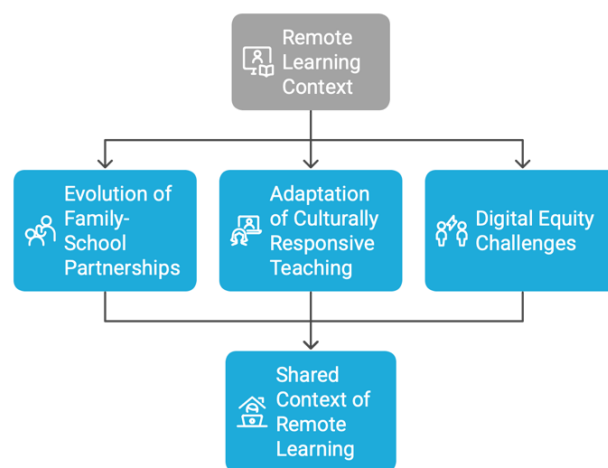 Remote
Learning
Context
Evolution of
Family-
School
Partnerships
Adaptation
of Culturally
Responsive
Teaching
Digital Equity
Challenges
Shared
Context of
Remote
Learning